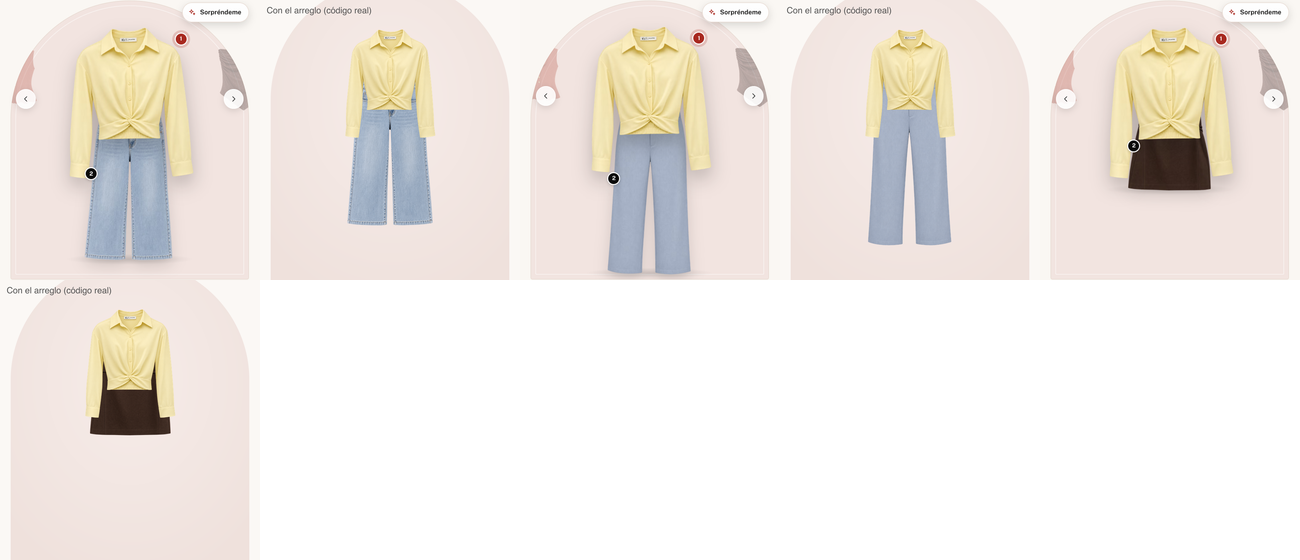 Sorpréndeme
1
2
Con el arreglo (código real)
Sorpréndeme
1
2
Con el arreglo (código real)
Sorpréndeme
1
2
Con el arreglo (código real)